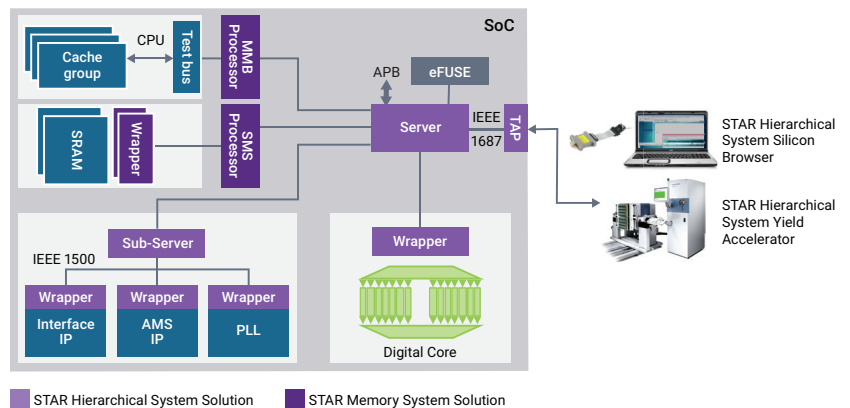 SoC
Cache
group
CPU
Test bus
MMB
Processor
APB
eFUSE
SRAM
Wrapper
SMS
Processor
Server
IEEE
1687
TAP
STAR Hierarchical
System Silicon
Browser
STAR Hierarchical
System Yield
Accelerator
Sub-Server
IEEE 1500
Wrapper
Interface
IP
Wrapper
AMS
IP
Wrapper
PLL
Wrapper
Digital Core
STAR Hierarchical System Solution
STAR Memory System Solution